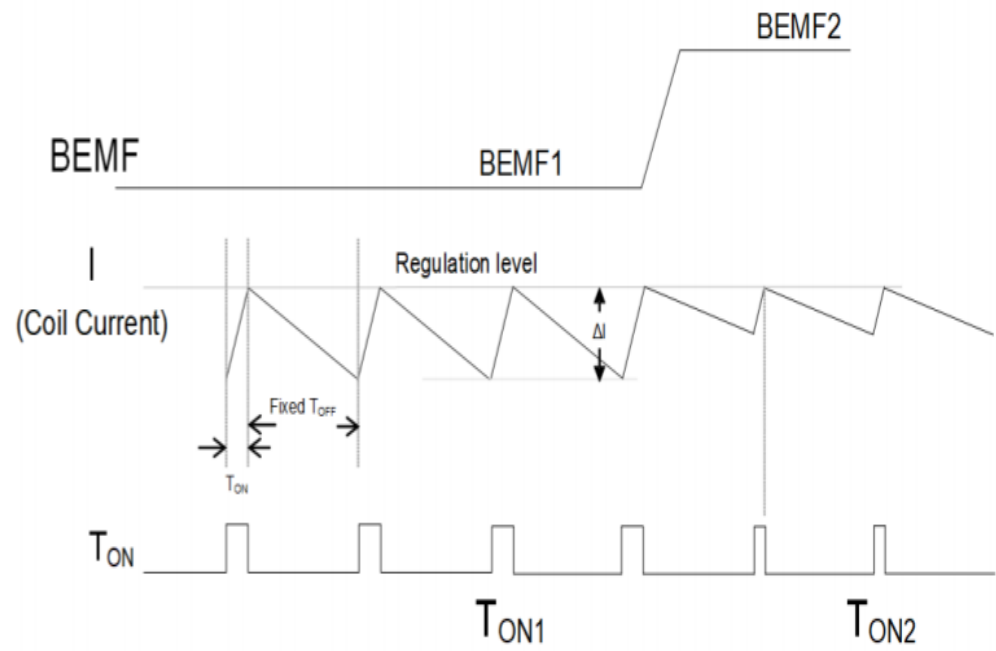 BEMF2
BEMF
BEMF1
I
(Coil Current)
Regulation level
ΔI
Fixed TOFF
TON
TON
TON1
TON2